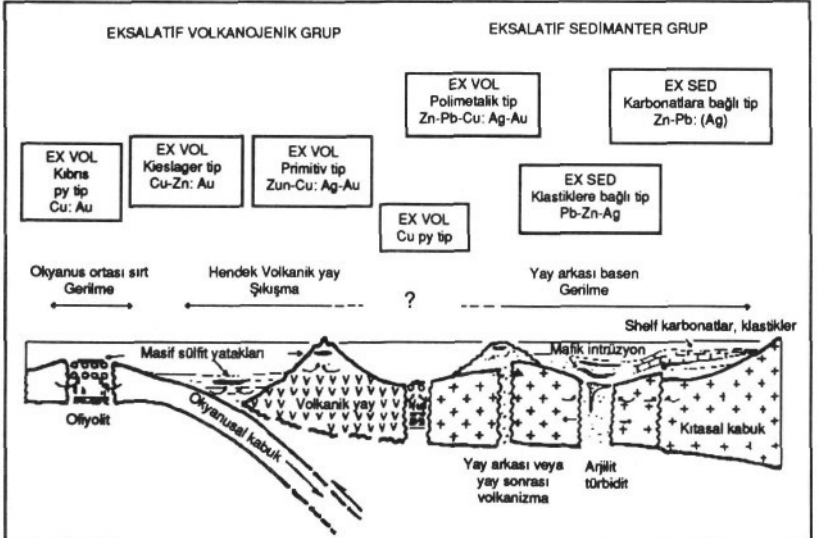 EKSALATİF VOLKANOJENİK GRUP
EKSALATİF SEDİMANTER GRUP
EX VOL
Polimetalik tip
Zn-Pb-Cu: Ag-Au
EX SED
Karbonatlara bağlı tip
Zn-Pb: (Ag)
EX VOL
Kıbrıs
py tip
Cu: Au
EX VOL
Kieslager tip
Cu-Zn: Au
EX VOL
Primitiv tip
Zun-Cu: Ag-Au
EX SED
Klastiklere bağlı tip
Pb-Zn-Ag
EX VOL
Cu py tip
Okyanus ortası sırt
Gerilme
Hendek Volkanik yay
Şıkışma
?
Yay arkası basen
Gerilme
Shelf karbonatlar, klastikler
Masif sülfit yatakları
Mafik intrüzyon
Ofiyolit
Okyanusal kabuk
Volkanik yay
Kıtasal kabuk
Yay arkası veya
yay sonrası
volkanizma
Arjilit
türbidit